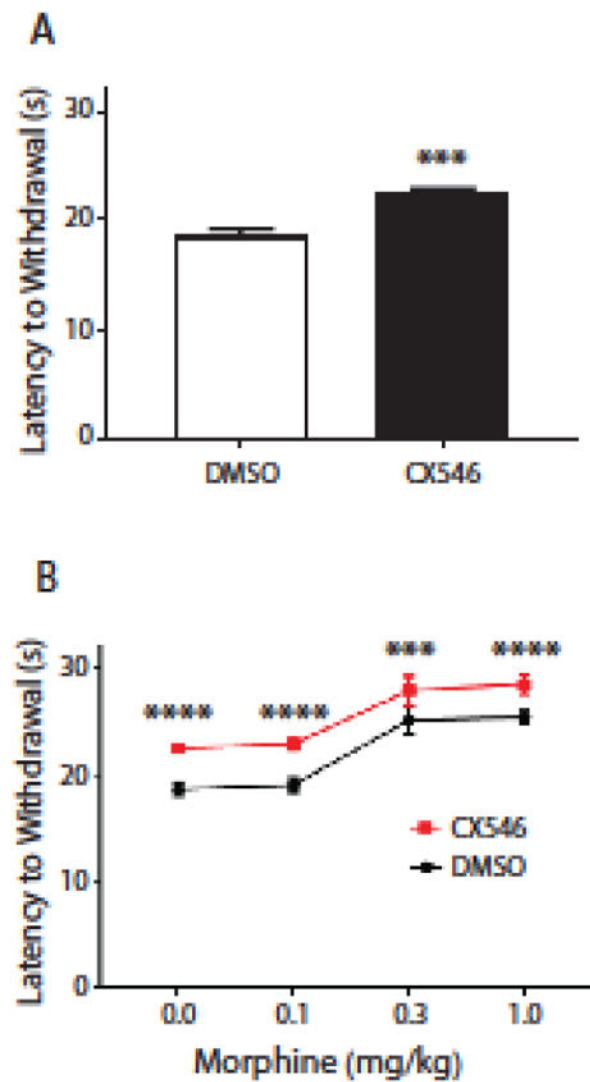 A
Latency to Withdrawal (s)
30
20
10
0
***
DMSO
CX546
B
Latency to Withdrawal (s)
30
20
10
0
****
****
***
****
CX546
DMSO
0.0
0.1
0.3
1.0
Morphine (mg/kg)